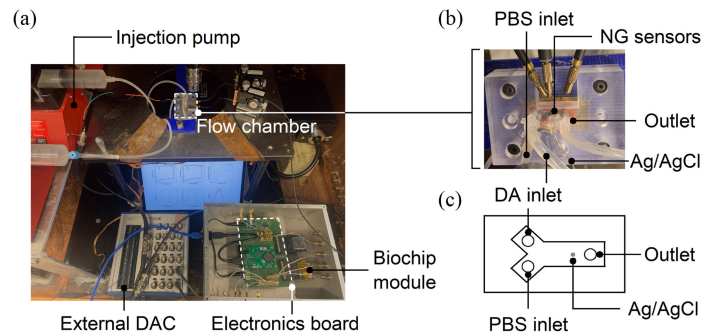 (a)
Injection pump
Flow chamber
External DAC
Electronics board
Biochip
module
(b)
PBS inlet
NG sensors
Outlet
Ag/AgCl
DA inlet
(c)
Outlet
Ag/AgCl
PBS inlet